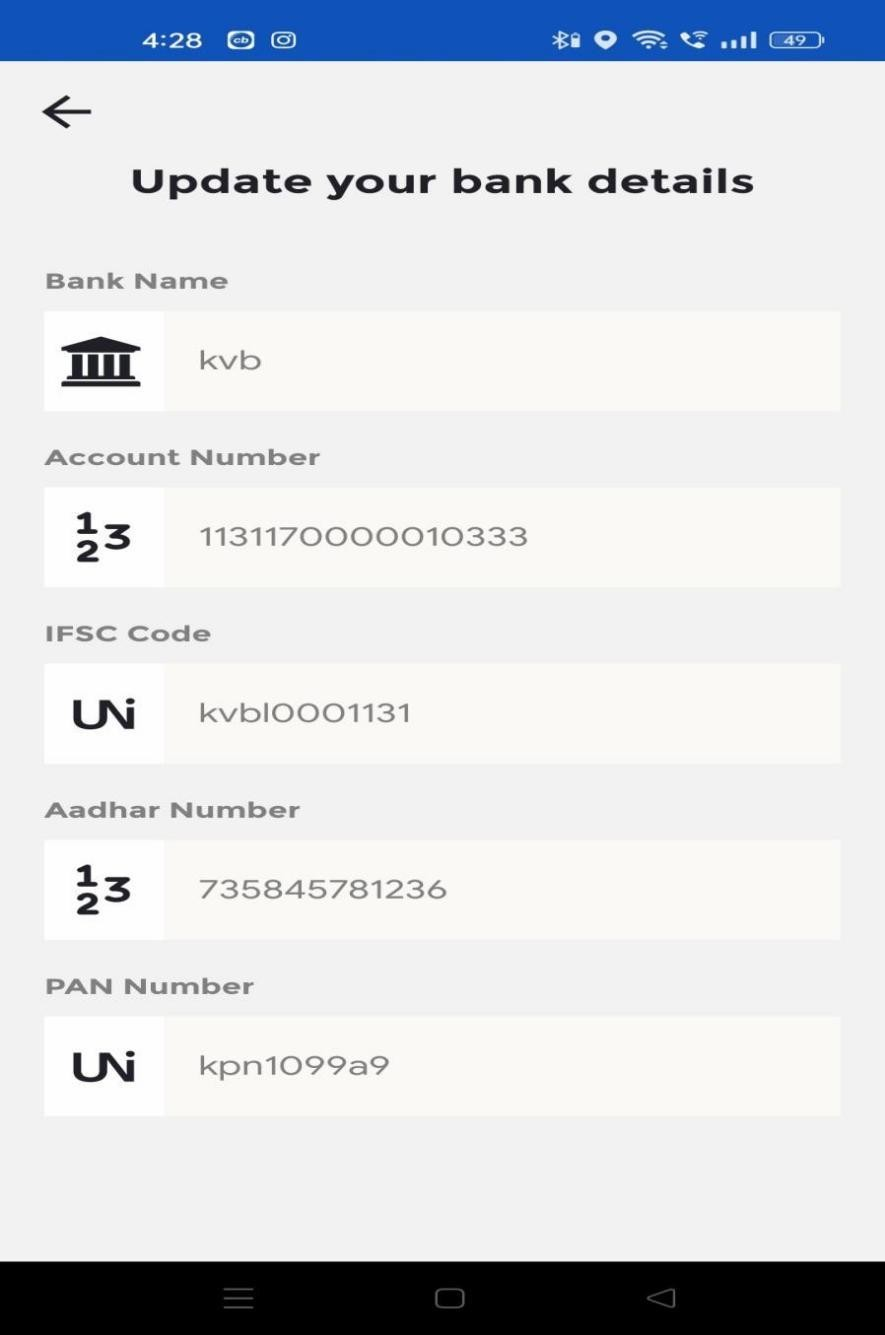 4:28
49
Update your bank details
Bank Name
kvb
Account Number
1131170000010333
IFSC Code
kvbl0001131
Aadhar Number
735845781236
PAN Number
kpn1099a9